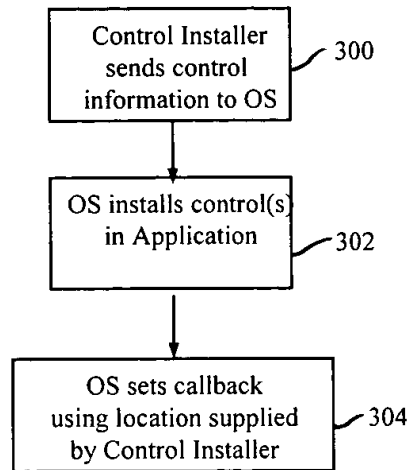 Control Installer
sends control
information to OS
300
OS installs control(s)
in Application
302
OS sets callback
using location supplied
by Control Installer
304